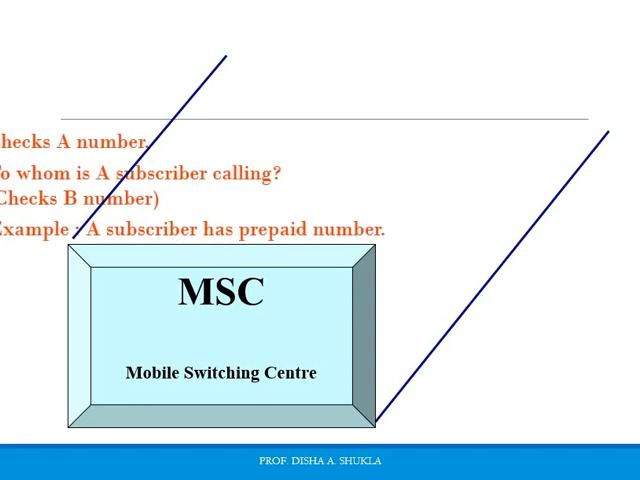 hecks A number.
o whom is A subscriber calling?
Checks B number)
Example : A subscriber has prepaid number.
MSC
Mobile Switching Centre
PROF. DISHA A. SHUKLA